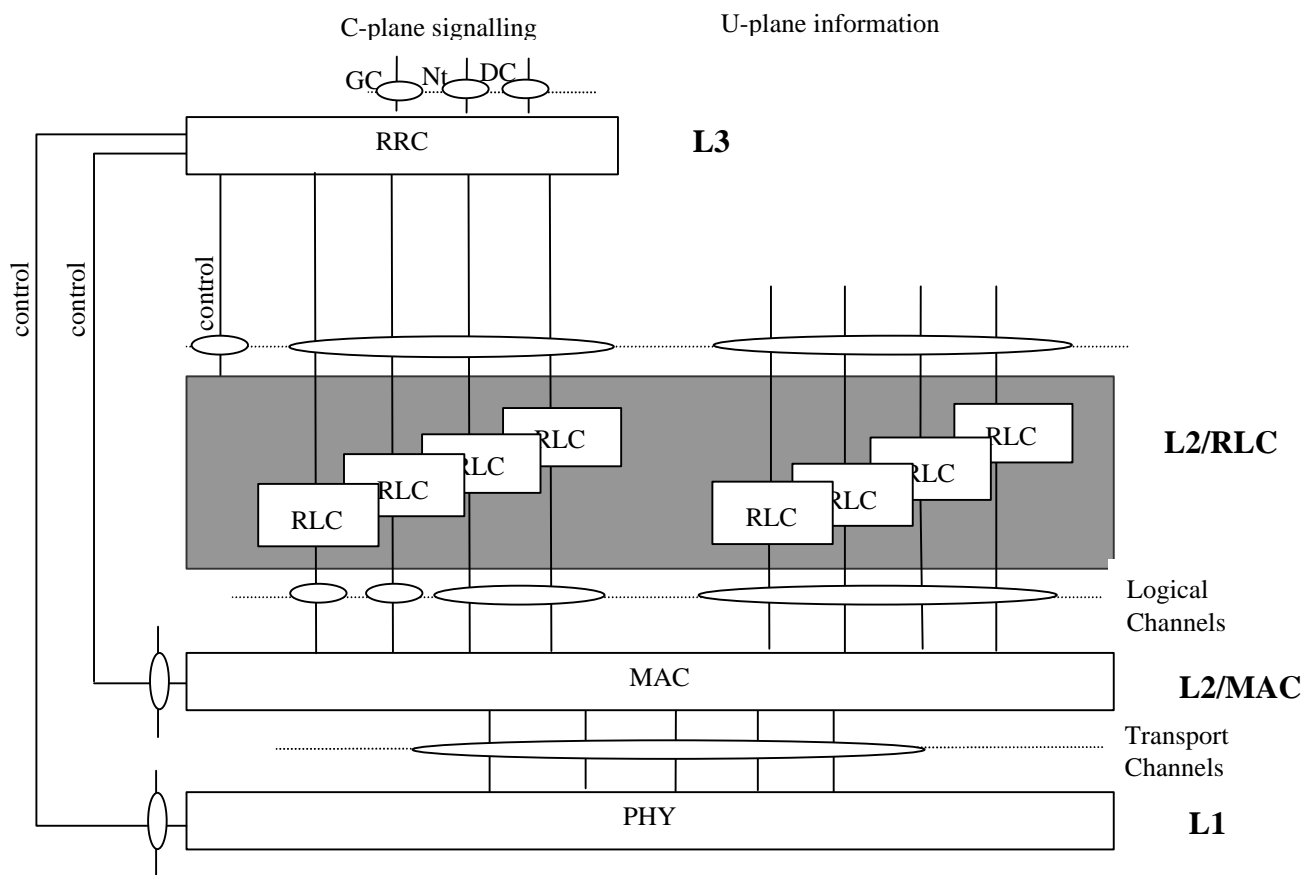 C-plane signalling
U-plane information
GC
Nt
DC
RRC
L3
control
control
control
RLC
RLC
L2/RLC
RLC
RLC
RLC
RLC
RLC
RLC
Logical
Channels
MAC
L2/MAC
Transport
Channels
PHY
L1